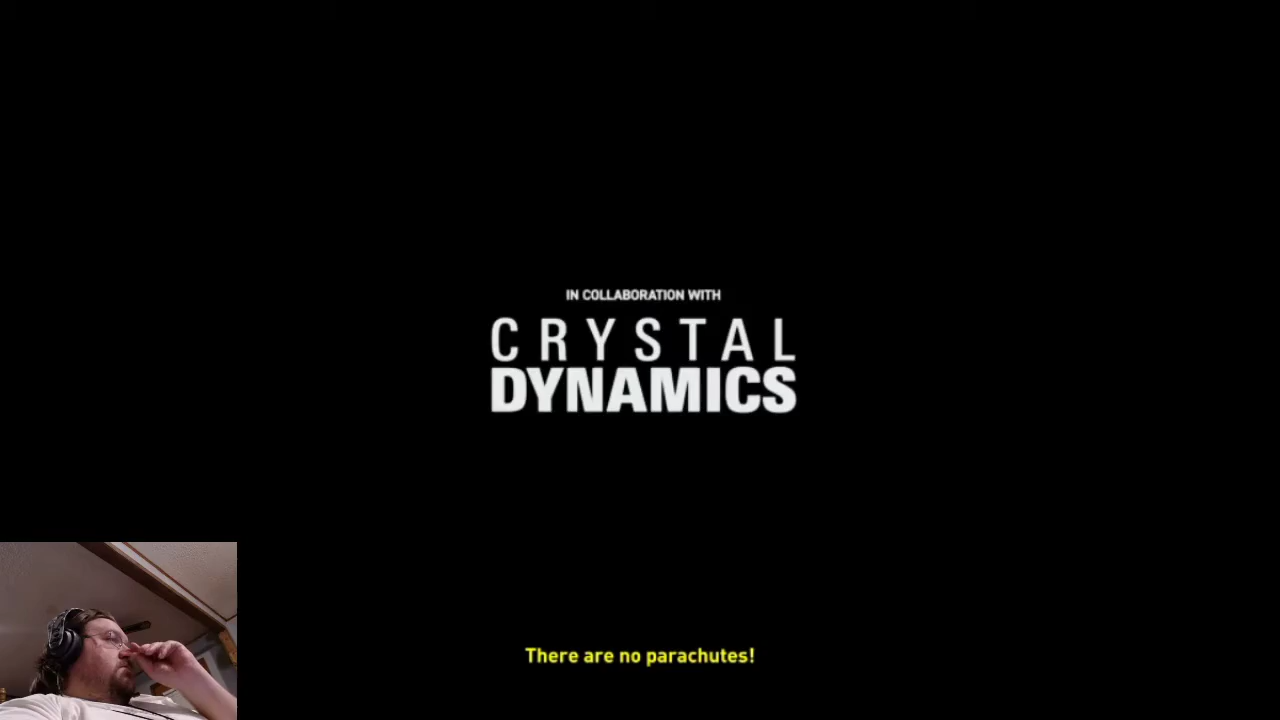 IN COLLABORATION WITH
CRYSTAL
DYNAMICS
There are no parachutes!